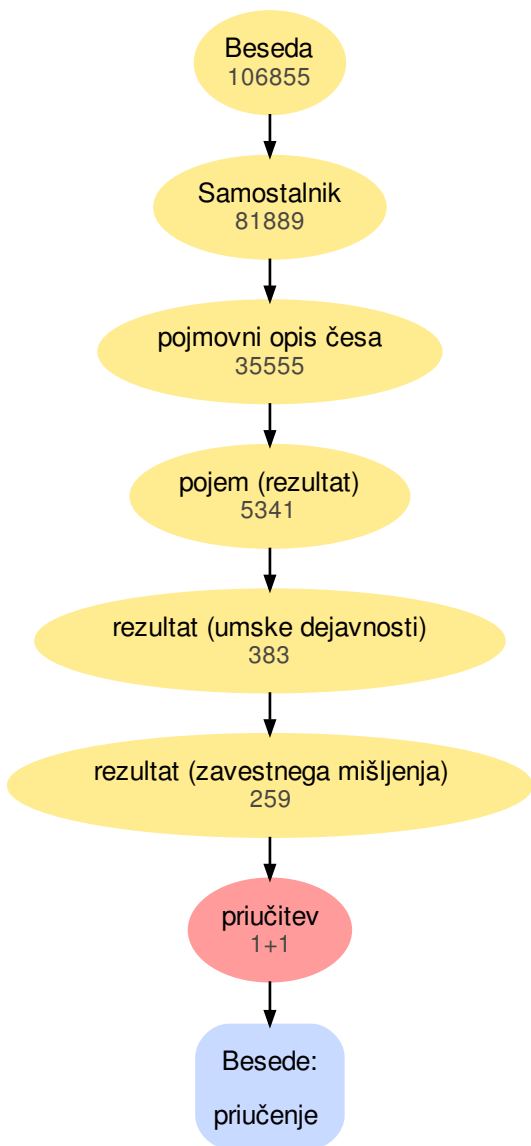 Beseda
106855
Samostalnik
81889
pojmovni opis česa
35555
pojem (rezultat)
5341
rezultat (umske dejavnosti)
383
rezultat (zavestnega mišljenja)
259
priučitev
1+1
Besede:
priučenje